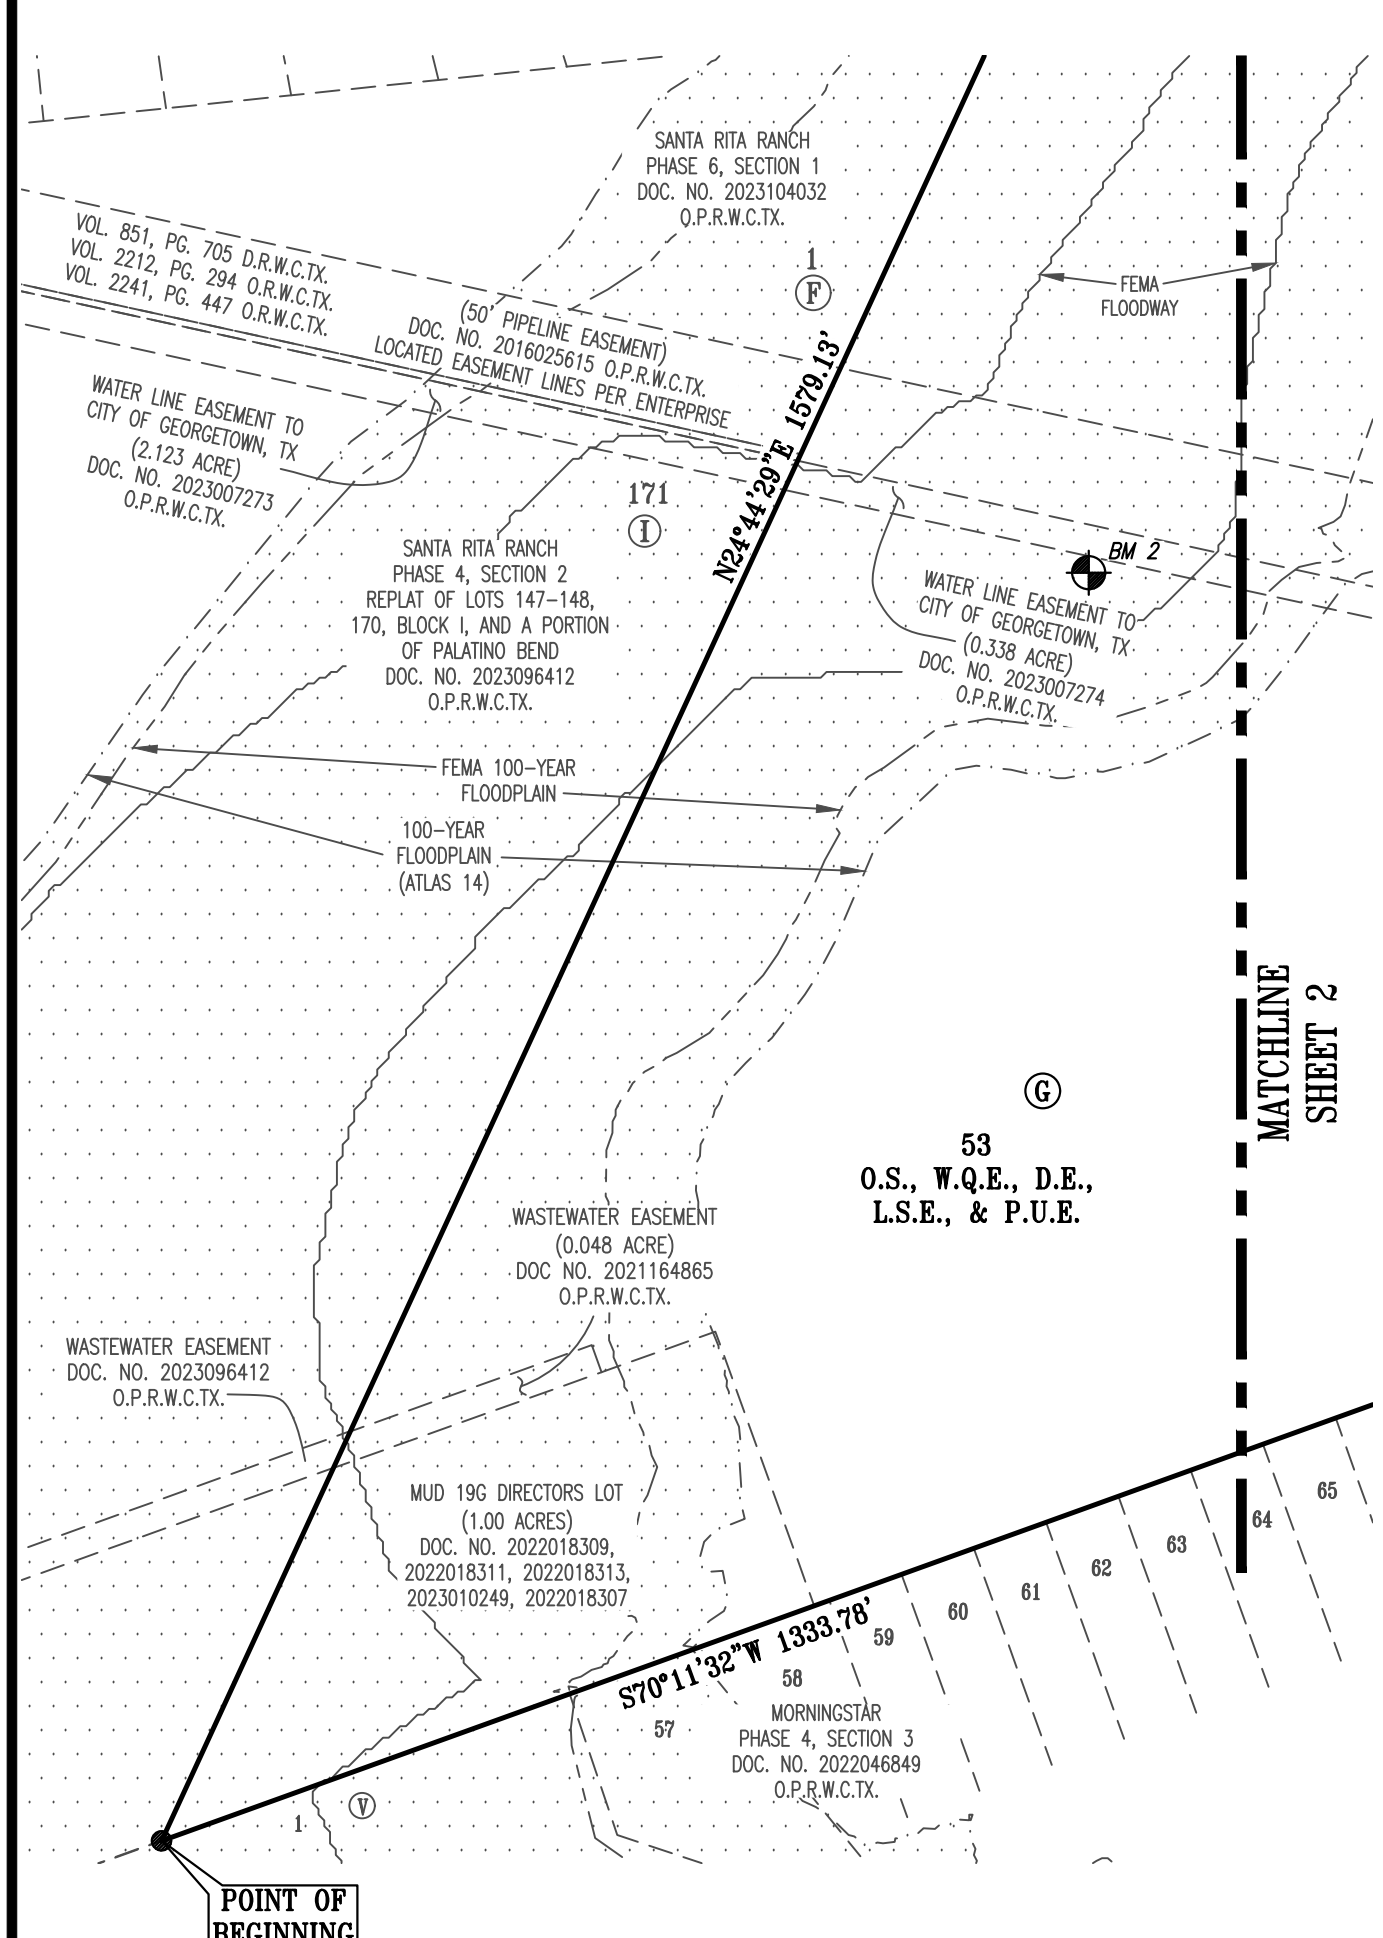 SANTA RITA RANCH
PHASE 6, SECTION 1
DOC. NO. 2023104032
O.P.R.W.C.TX.
1
F
VOL. 851, PG. 705 D.R.W.C.TX.
VOL. 2212, PG. 294 O.R.W.C.TX.
VOL. 2241, PG. 447 O.R.W.C.TX.
(50' PIPELINE EASEMENT)
DOC. NO. 2016025615 O.P.R.W.C.TX.
LOCATED EASEMENT LINES PER ENTERPRISE
FEMA
FLOODWAY
N24°44'29"E 1579.13'
WATER LINE EASEMENT TO
CITY OF GEORGETOWN, TX
(2.123 ACRE)
DOC. NO. 2023007273
O.P.R.W.C.TX.
171
I
SANTA RITA RANCH
PHASE 4, SECTION 2
REPLAT OF LOTS 147-148,
170, BLOCK I, AND A PORTION
OF PALATINO BEND
DOC. NO. 2023096412
O.P.R.W.C.TX.
BM 2
WATER LINE EASEMENT TO
CITY OF GEORGETOWN, TX
(0.338 ACRE)
DOC. NO. 2023007274
O.P.R.W.C.TX.
FEMA 100-YEAR
FLOODPLAIN
100-YEAR
FLOODPLAIN
(ATLAS 14)
MATCHLINE
SHEET 2
G
53
O.S., W.Q.E., D.E.,
L.S.E., & P.U.E.
WASTEWATER EASEMENT
(0.048 ACRE)
DOC NO. 2021164865
O.P.R.W.C.TX.
WASTEWATER EASEMENT
DOC. NO. 2023096412
O.P.R.W.C.TX.
MUD 19G DIRECTORS LOT
(1.00 ACRES)
DOC. NO. 2022018309,
2022018311, 2022018313,
2023010249, 2022018307
S70°11'32"W 1333.78'
57
58
59
60
61
62
63
64
65
MORNINGSTAR
PHASE 4, SECTION 3
DOC. NO. 2022046849
O.P.R.W.C.TX.
1
V
POINT OF
BEGINNING